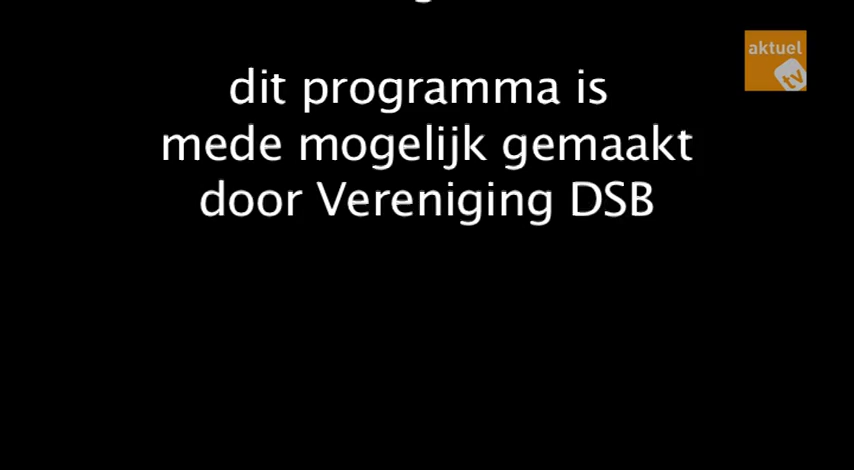 aktuel
tv
dit programma is
mede mogelijk gemaakt
door Vereniging DSB